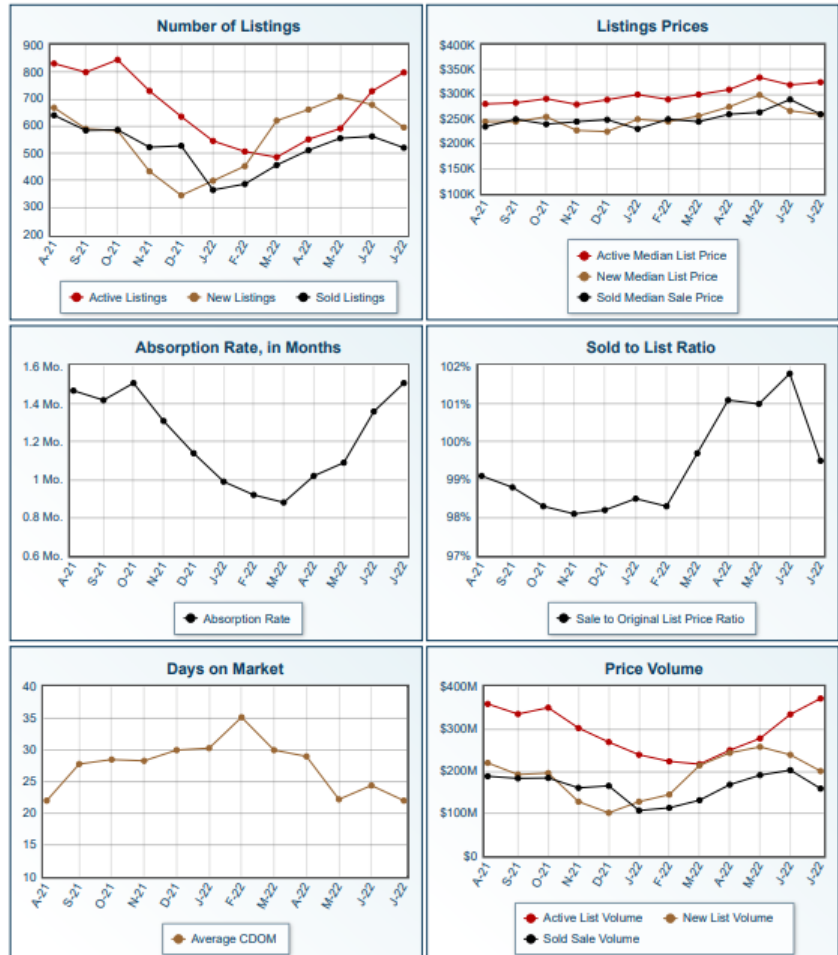 Number of Listings
900
800
700
600
500
400
300
200
A-21 S-21 O-21 N-21 D-21 J-22 F-22 M-22 A-22 M-22 J-22 J-22
Active Listings New Listings Sold Listings
Listings Prices
$400K
$350K
$300K
$250K
$200K
$150K
$100K
A-21 S-21 O-21 N-21 D-21 J-22 F-22 M-22 A-22 M-22 J-22 J-22
Active Median List Price
New Median List Price
Sold Median Sale Price
Absorption Rate, in Months
1.6 Mo.
1.4 Mo.
1.2 Mo.
1 Mo.
0.8 Mo.
0.6 Mo.
A-21 S-21 O-21 N-21 D-21 J-22 F-22 M-22 A-22 M-22 J-22 J-22
Absorption Rate
Sold to List Ratio
102%
101%
100%
99%
98%
97%
A-21 S-21 O-21 N-21 D-21 J-22 F-22 M-22 A-22 M-22 J-22 J-22
Sale to Original List Price Ratio
Days on Market
40
35
30
25
20
15
10
A-21 S-21 O-21 N-21 D-21 J-22 F-22 M-22 A-22 M-22 J-22 J-22
Average CDOM
Price Volume
$400M
$300M
$200M
$100M
$0
A-21 S-21 O-21 N-21 D-21 J-22 F-22 M-22 A-22 M-22 J-22 J-22
Active List Volume New List Volume
Sold Sale Volume